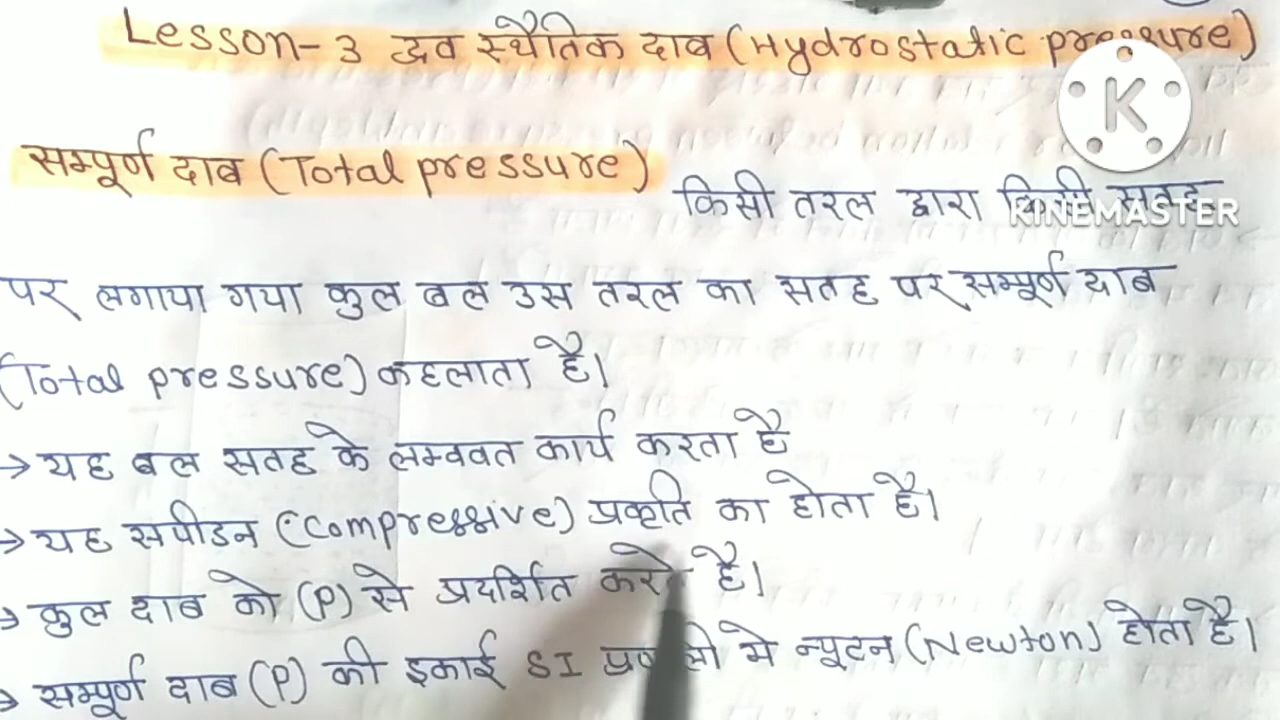 Lesson-3 द्रव स्थैतिक दाब (Hydrostatic pressure)
सम्पूर्ण दाब (Total pressure) किसी तरल द्वारा किसी सतह
KINEMASTER
पर लगाया गया कुल बल उस तरल का सतह पर सम्पूर्ण दाब
(Total pressure) कहलाता है।
→ यह बल सतह के लम्बवत कार्य करता है
→ यह सपीडन (Compressive) प्रकृति का होता है।
→ कुल दाब को (P) से प्रदर्शित करते है।
→ सम्पूर्ण दाब (P) की इकाई SI मे न्यूटन (Newton) होता है।